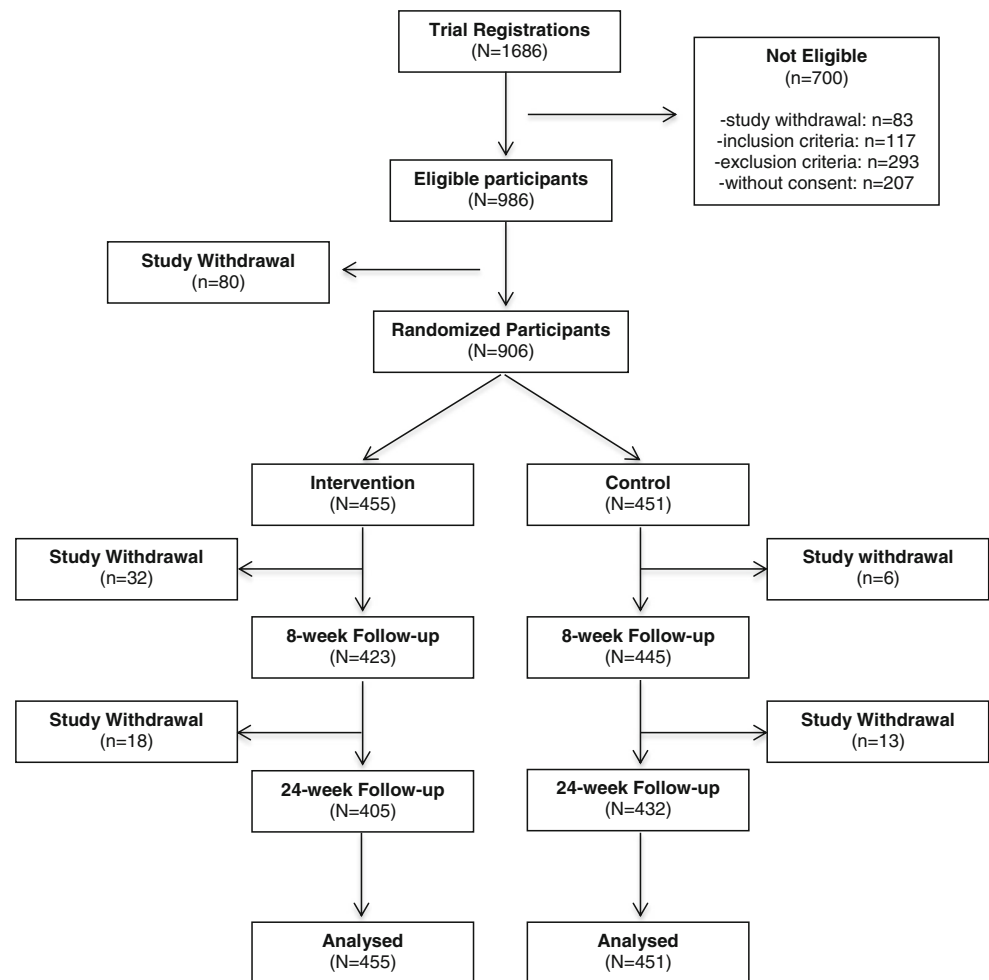 Trial Registrations
(N=1686)
Not Eligible
(n=700)
-study withdrawal: n=83
-inclusion criteria: n=117
-exclusion criteria: n=293
-without consent: n=207
Eligible participants
(N=986)
Study Withdrawal
(n=80)
Randomized Participants
(N=906)
Intervention
(N=455)
Control
(N=451)
Study Withdrawal
(n=32)
Study withdrawal
(n=6)
8-week Follow-up
(N=423)
8-week Follow-up
(N=445)
Study Withdrawal
(n=18)
Study Withdrawal
(n=13)
24-week Follow-up
(N=405)
24-week Follow-up
(N=432)
Analysed
(N=455)
Analysed
(N=451)